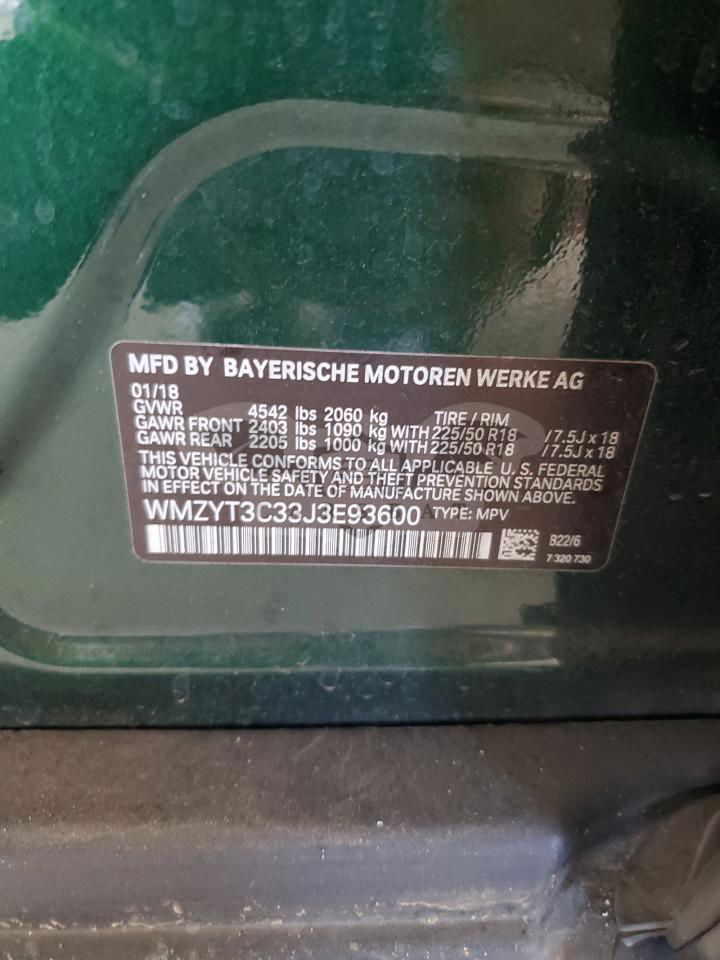 MFD BY BAYERISCHE MOTOREN WERKE AG
01/18
GVWR 4542 lbs 2060 kg TIRE / RIM
GAWR FRONT 2403 lbs 1090 kg WITH 225/50 R18 / 7.5J x 18
GAWR REAR 2205 lbs 1000 kg WITH 225/50 R18 / 7.5J x 18
THIS VEHICLE CONFORMS TO ALL APPLICABLE U. S. FEDERAL
MOTOR VEHICLE SAFETY AND THEFT PREVENTION STANDARDS
IN EFFECT ON THE DATE OF MANUFACTURE SHOWN ABOVE.
WMZYT3C33J3E93600 TYPE: MPV
B22/6
7 320 730